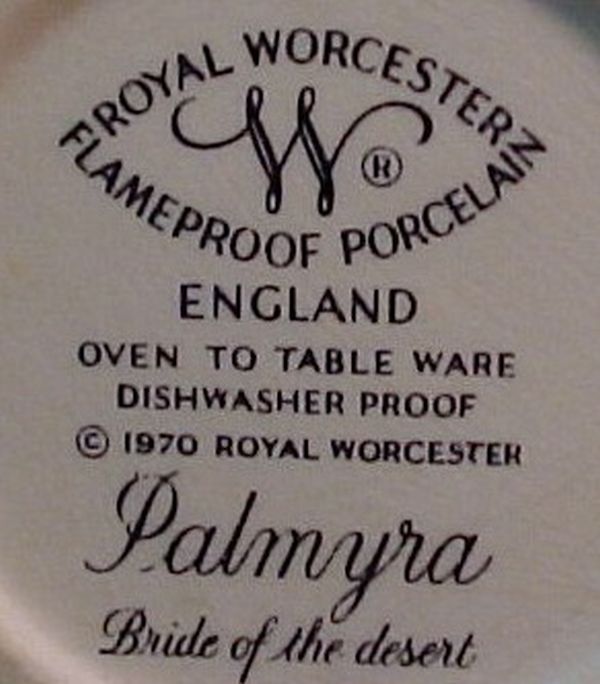 ROYAL WORCESTER
W ®
FLAMEPROOF PORCELAIN
ENGLAND
OVEN TO TABLE WARE
DISHWASHER PROOF
© 1970 ROYAL WORCESTER
Palmyra
Bride of the desert